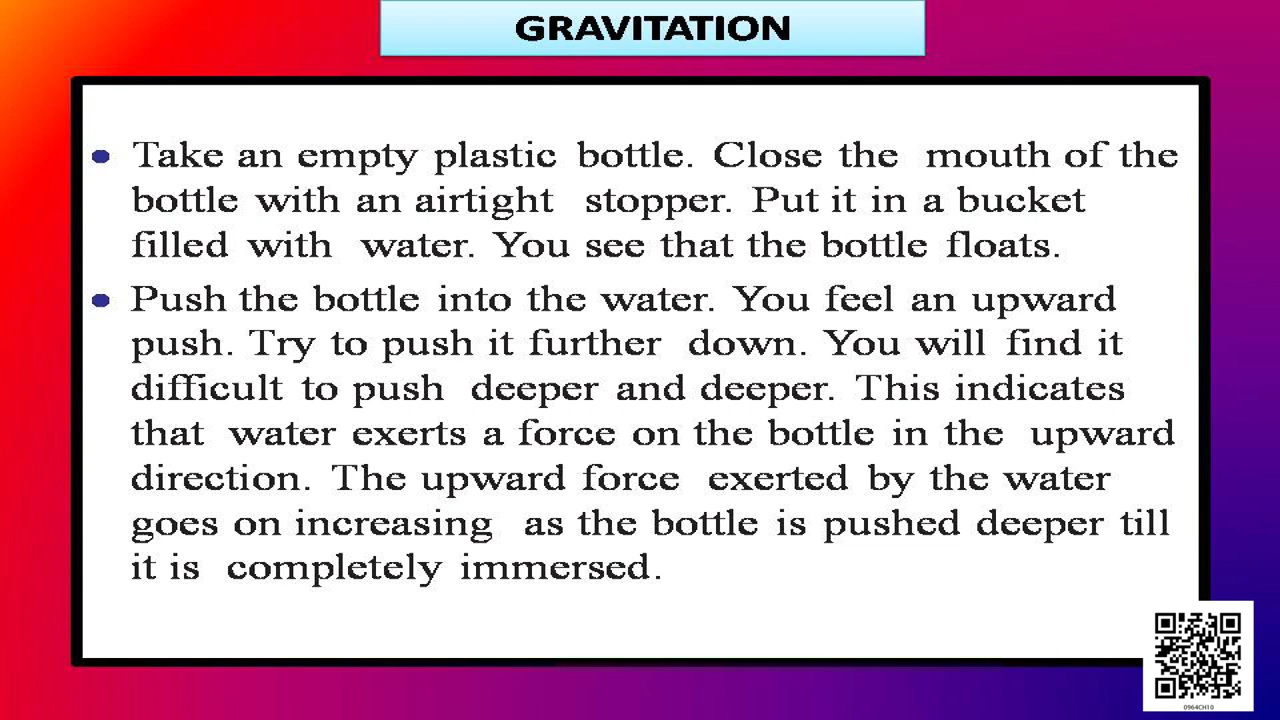 GRAVITATION
• Take an empty plastic bottle. Close the mouth of the
bottle with an airtight stopper. Put it in a bucket
filled with water. You see that the bottle floats.
• Push the bottle into the water. You feel an upward
push. Try to push it further down. You will find it
difficult to push deeper and deeper. This indicates
that water exerts a force on the bottle in the upward
direction. The upward force exerted by the water
goes on increasing as the bottle is pushed deeper till
it is completely immersed.
0964CH10